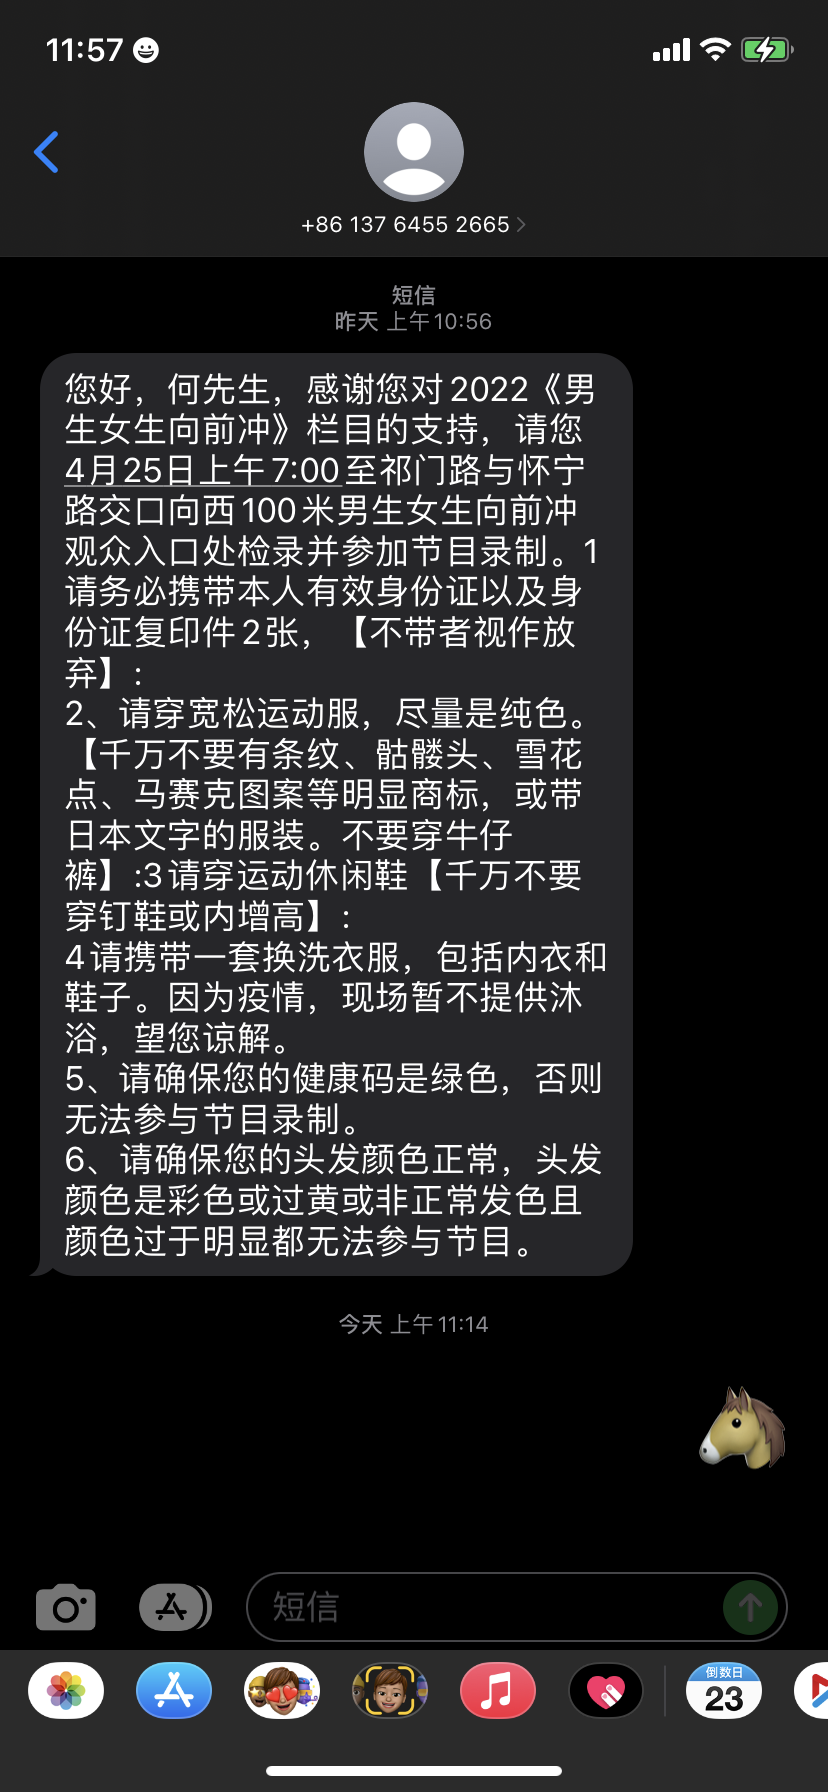 11:57
+86 137 6455 2665
短信
昨天 上午10:56
您好，何先生，感谢您对2022《男
生女生向前冲》栏目的支持，请您
4月25日上午7:00至祁门路与怀宁
路交口向西100米男生女生向前冲
观众入口处检录并参加节目录制。1
请务必携带本人有效身份证以及身
份证复印件2张，【不带者视作放
弃】:
2、请穿宽松运动服，尽量是纯色。
【千万不要有条纹、骷髅头、雪花
点、马赛克图案等明显商标，或带
日本文字的服装。不要穿牛仔
裤】:3请穿运动休闲鞋【千万不要
穿钉鞋或内增高】:
4请携带一套换洗衣服，包括内衣和
鞋子。因为疫情，现场暂不提供沐
浴，望您谅解。
5、请确保您的健康码是绿色，否则
无法参与节目录制。
6、请确保您的头发颜色正常，头发
颜色是彩色或过黄或非正常发色且
颜色过于明显都无法参与节目。
今天 上午11:14
短信
倒数日
23